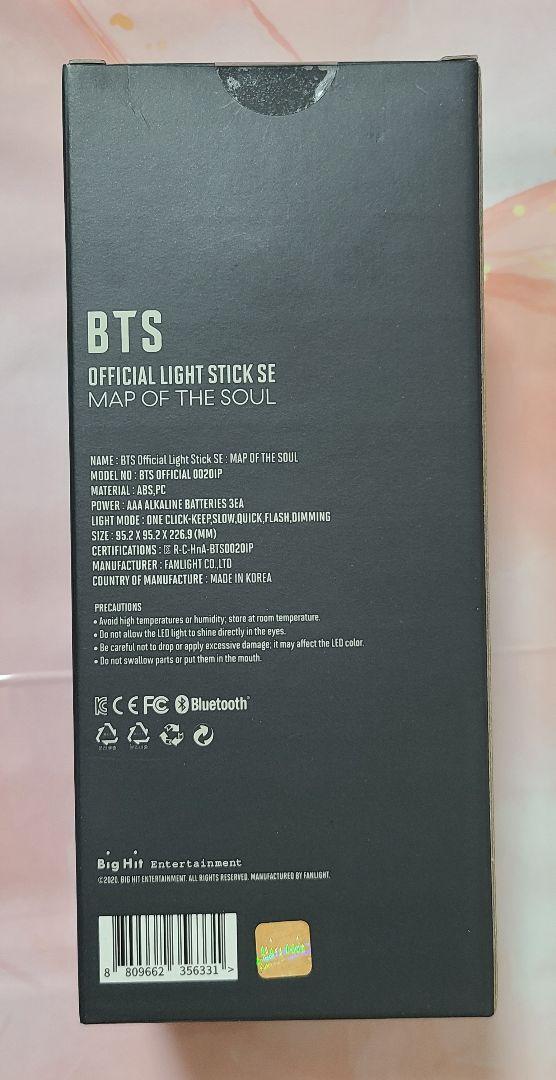 BTS
OFFICIAL LIGHT STICK SE
MAP OF THE SOUL
NAME : BTS Official Light Stick SE : MAP OF THE SOUL
MODEL NO : BTS OFFICIAL 0020IP
MATERIAL : ABS,PC
POWER : AAA ALKALINE BATTERIES 3EA
LIGHT MODE : ONE CLICK-KEEP,SLOW,QUICK,FLASH,DIMMING
SIZE : 95.2 X 95.2 X 226.9 (MM)
CERTIFICATIONS : R-C-HnA-BTS0020IP
MANUFACTURER : FANLIGHT CO.,LTD
COUNTRY OF MANUFACTURE : MADE IN KOREA
PRECAUTIONS
• Avoid high temperatures or humidity; store at room temperature.
• Do not allow the LED light to shine directly in the eyes.
• Be careful not to drop or apply excessive damage; it may affect the LED color.
• Do not swallow parts or put them in the mouth.
CE FC Bluetooth®
BigHit Entertainment
©2020. BIG HIT ENTERTAINMENT. ALL RIGHTS RESERVED. MANUFACTURED BY FANLIGHT.
8 809662 356331 >